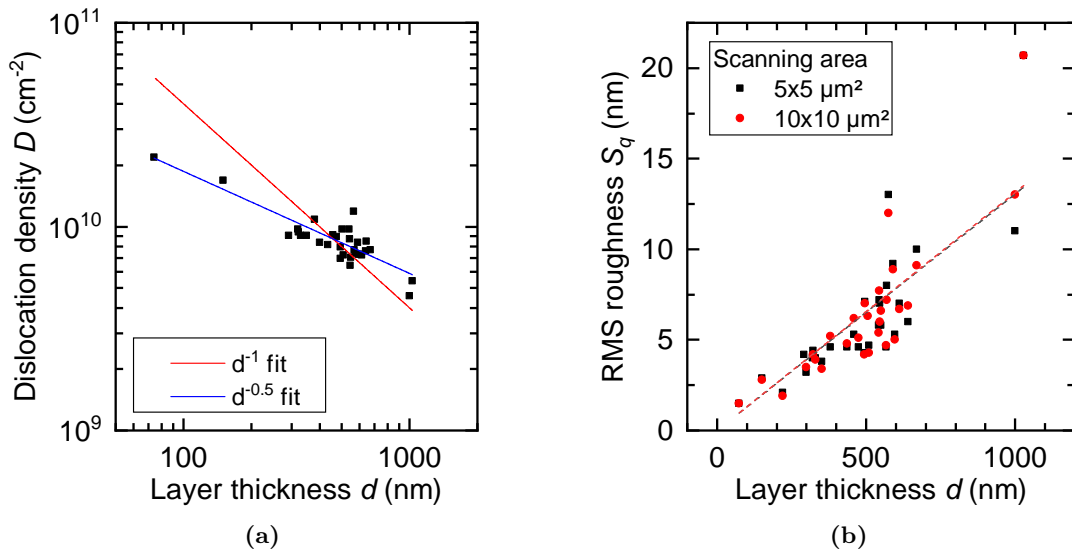 10¹¹
10¹⁰
10⁹
Dislocation density D (cm⁻²)
d⁻¹ fit
d⁻⁰·⁵ fit
100
1000
Layer thickness d (nm)
(a)
RMS roughness Sq (nm)
20
15
10
5
0
Scanning area
5x5 µm²
10x10 µm²
0
500
1000
Layer thickness d (nm)
(b)